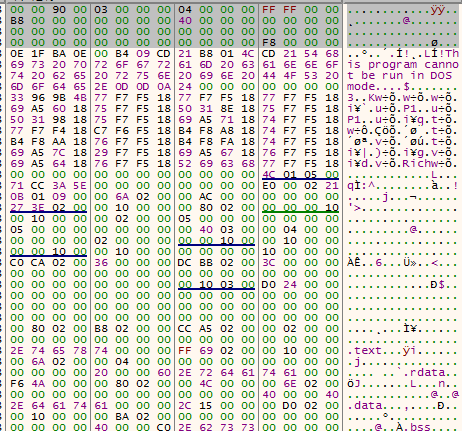 90 00 03 00 00 00 04 00 00 00 FF FF 00 00 ............ÿÿ..
B8 00 00 00 00 00 00 00 40 00 00 00 00 00 00 00 ........@.......
00 00 00 00 00 00 00 00 00 00 00 00 00 00 00 00 ................
00 00 00 00 00 00 00 00 00 00 00 00 F8 00 00 00 ............ø...
0E 1F BA 0E 00 B4 09 CD 21 B8 01 4C CD 21 54 68 ..º..´.Í!¸.LÍ!Th
69 73 20 70 72 6F 67 72 61 6D 20 63 61 6E 6E 6F is program canno
74 20 62 65 20 72 75 6E 20 69 6E 20 44 4F 53 20 t be run in DOS
6D 6F 64 65 2E 0D 0D 0A 24 00 00 00 00 00 00 00 mode....$.......
33 96 9B 4B 77 F7 F5 18 77 F7 F5 18 77 F7 F5 18 3..Kw÷õ.w÷õ.w÷õ.
69 A5 60 18 75 F7 F5 18 50 31 8E 18 75 F7 F5 18 i¥`.u÷õ.P1..u÷õ.
50 31 98 18 75 F7 F5 18 69 A5 71 18 74 F7 F5 18 P1..u÷õ.i¥q.t÷õ.
77 F7 F4 18 C7 F6 F5 18 B4 F8 A8 18 74 F7 F5 18 w÷ô.Çöõ.´ø¨.t÷õ.
B4 F8 AA 18 76 F7 F5 18 B4 F8 FA 18 74 F7 F5 18 ´øª.v÷õ.´øú.t÷õ.
69 A5 7C 18 29 F7 F5 18 69 A5 67 18 76 F7 F5 18 i¥|.)÷õ.i¥g.v÷õ.
69 A5 64 18 76 F7 F5 18 52 69 63 68 77 F7 F5 18 i¥d.v÷õ.Richw÷õ.
00 00 00 00 00 00 00 00 00 00 00 00 4C 01 05 00 ............L...
71 CC 3A 5E 00 00 00 00 00 00 00 00 E0 00 02 21 qÌ:^........à..!
0B 01 09 00 00 6A 02 00 00 AC 00 00 00 00 00 00 .....j...¬......
27 3E 02 00 00 10 00 00 00 80 02 00 00 00 00 10 '>..............
00 10 00 00 00 02 00 00 05 00 00 00 00 00 00 00 ................
05 00 00 00 00 00 00 00 00 40 03 00 00 04 00 00 .........@......
00 00 00 00 02 00 00 00 00 00 10 00 00 10 00 00 ................
00 00 10 00 00 10 00 00 00 00 00 00 10 00 00 00 ................
C0 CA 02 00 36 00 00 00 DC BB 02 00 3C 00 00 00 ÀÊ..6...Ü»..<...
00 00 00 00 00 00 00 00 00 00 00 00 00 00 00 00 ................
00 00 00 00 00 00 00 00 00 10 03 00 D0 24 00 00 ............Ð$..
00 00 00 00 00 00 00 00 00 00 00 00 00 00 00 00 ................
00 00 00 00 00 00 00 00 00 00 00 00 00 00 00 00 ................
00 00 00 00 00 00 00 00 00 00 00 00 00 00 00 00 ................
00 80 02 00 B8 02 00 00 CC A5 02 00 00 02 00 00 ....¸...Ì¥......
00 00 00 00 00 00 00 00 00 00 00 00 00 00 00 00 ................
2E 74 65 78 74 00 00 00 FF 69 02 00 00 10 00 00 .text...ÿi......
00 6A 02 00 00 04 00 00 00 00 00 00 00 00 00 00 .j..............
00 00 00 00 20 00 00 60 2E 72 64 61 74 61 00 00 .... ..`.rdata..
F6 4A 00 00 00 80 02 00 00 4C 00 00 00 6E 02 00 öJ.......L...n..
00 00 00 00 00 00 00 00 00 00 00 00 40 00 00 40 ............@..@
2E 64 61 74 61 00 00 00 2C 15 00 00 00 D0 02 00 .data...,....Ð..
00 10 00 00 00 BA 02 00 00 00 00 00 00 00 00 00 .....º..........
00 00 00 00 40 00 00 C0 2E 62 73 73 00 00 00 00 ....@..À.bss....